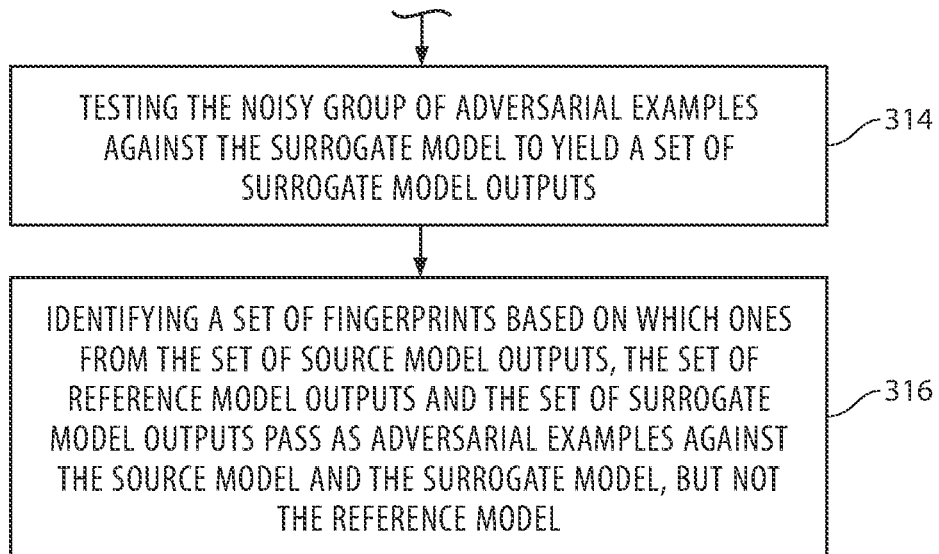 TESTING THE NOISY GROUP OF ADVERSARIAL EXAMPLES
AGAINST THE SURROGATE MODEL TO YIELD A SET OF
SURROGATE MODEL OUTPUTS
314
IDENTIFYING A SET OF FINGERPRINTS BASED ON WHICH ONES
FROM THE SET OF SOURCE MODEL OUTPUTS, THE SET OF
REFERENCE MODEL OUTPUTS AND THE SET OF SURROGATE
MODEL OUTPUTS PASS AS ADVERSARIAL EXAMPLES AGAINST
THE SOURCE MODEL AND THE SURROGATE MODEL, BUT NOT
THE REFERENCE MODEL
316